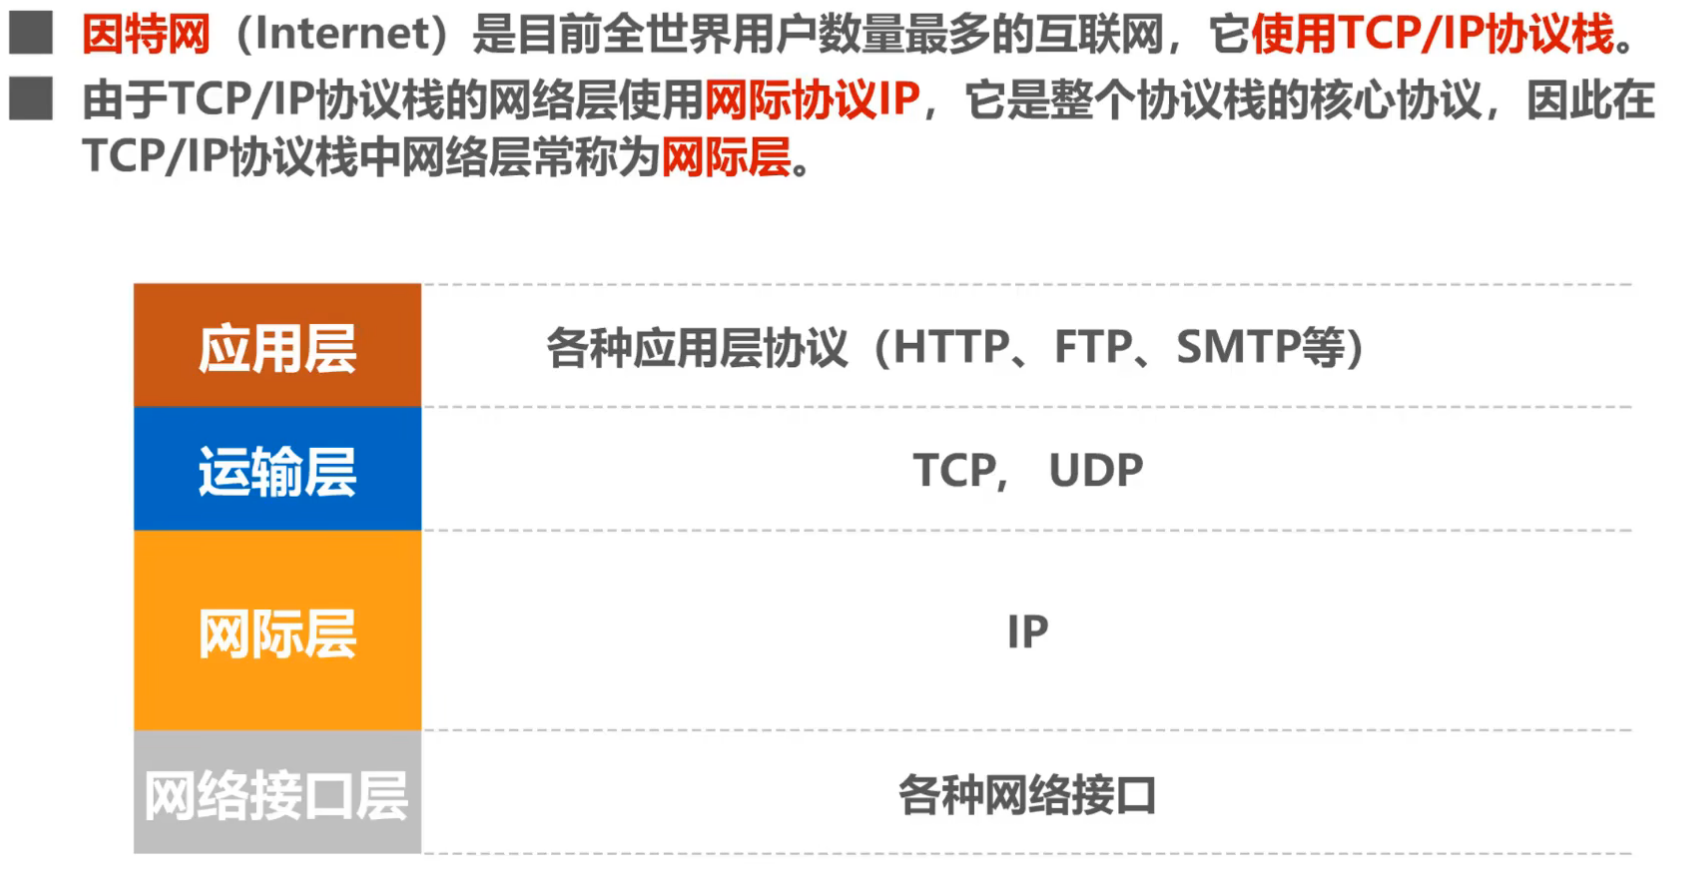 因特网（Internet）是目前全世界用户数量最多的互联网，它使用TCP/IP协议栈。
由于TCP/IP协议栈的网络层使用网际协议IP，它是整个协议栈的核心协议，因此在
TCP/IP协议栈中网络层常称为网际层。
应用层 各种应用层协议（HTTP、FTP、SMTP等）
运输层 TCP, UDP
网际层 IP
网络接口层 各种网络接口